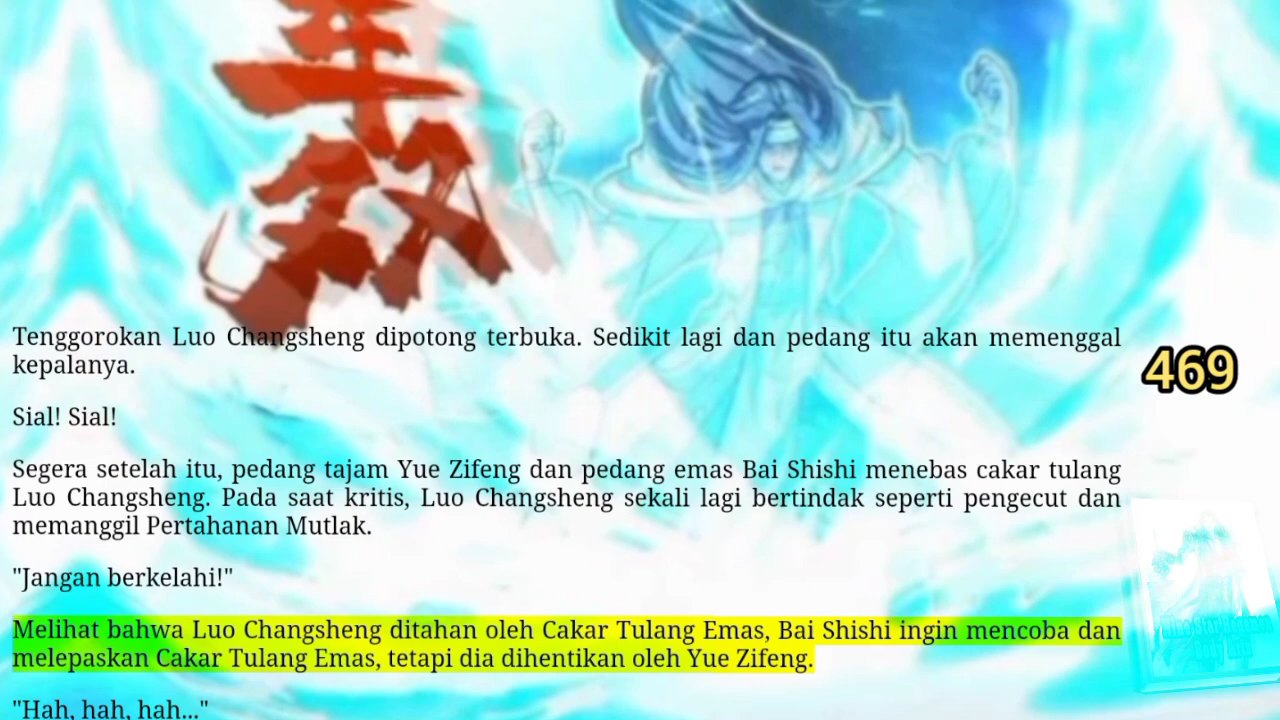 Tenggorokan Luo Changsheng dipotong terbuka. Sedikit lagi dan pedang itu akan memenggal
kepalanya.
469
Sial! Sial!
Segera setelah itu, pedang tajam Yue Zifeng dan pedang emas Bai Shishi menebas cakar tulang
Luo Changsheng. Pada saat kritis, Luo Changsheng sekali lagi bertindak seperti pengecut dan
memanggil Pertahanan Mutlak.
"Jangan berkelahi!"
Melihat bahwa Luo Changsheng ditahan oleh Cakar Tulang Emas, Bai Shishi ingin mencoba dan
melepaskan Cakar Tulang Emas, tetapi dia dihentikan oleh Yue Zifeng.
"Hah, hah, hah..."